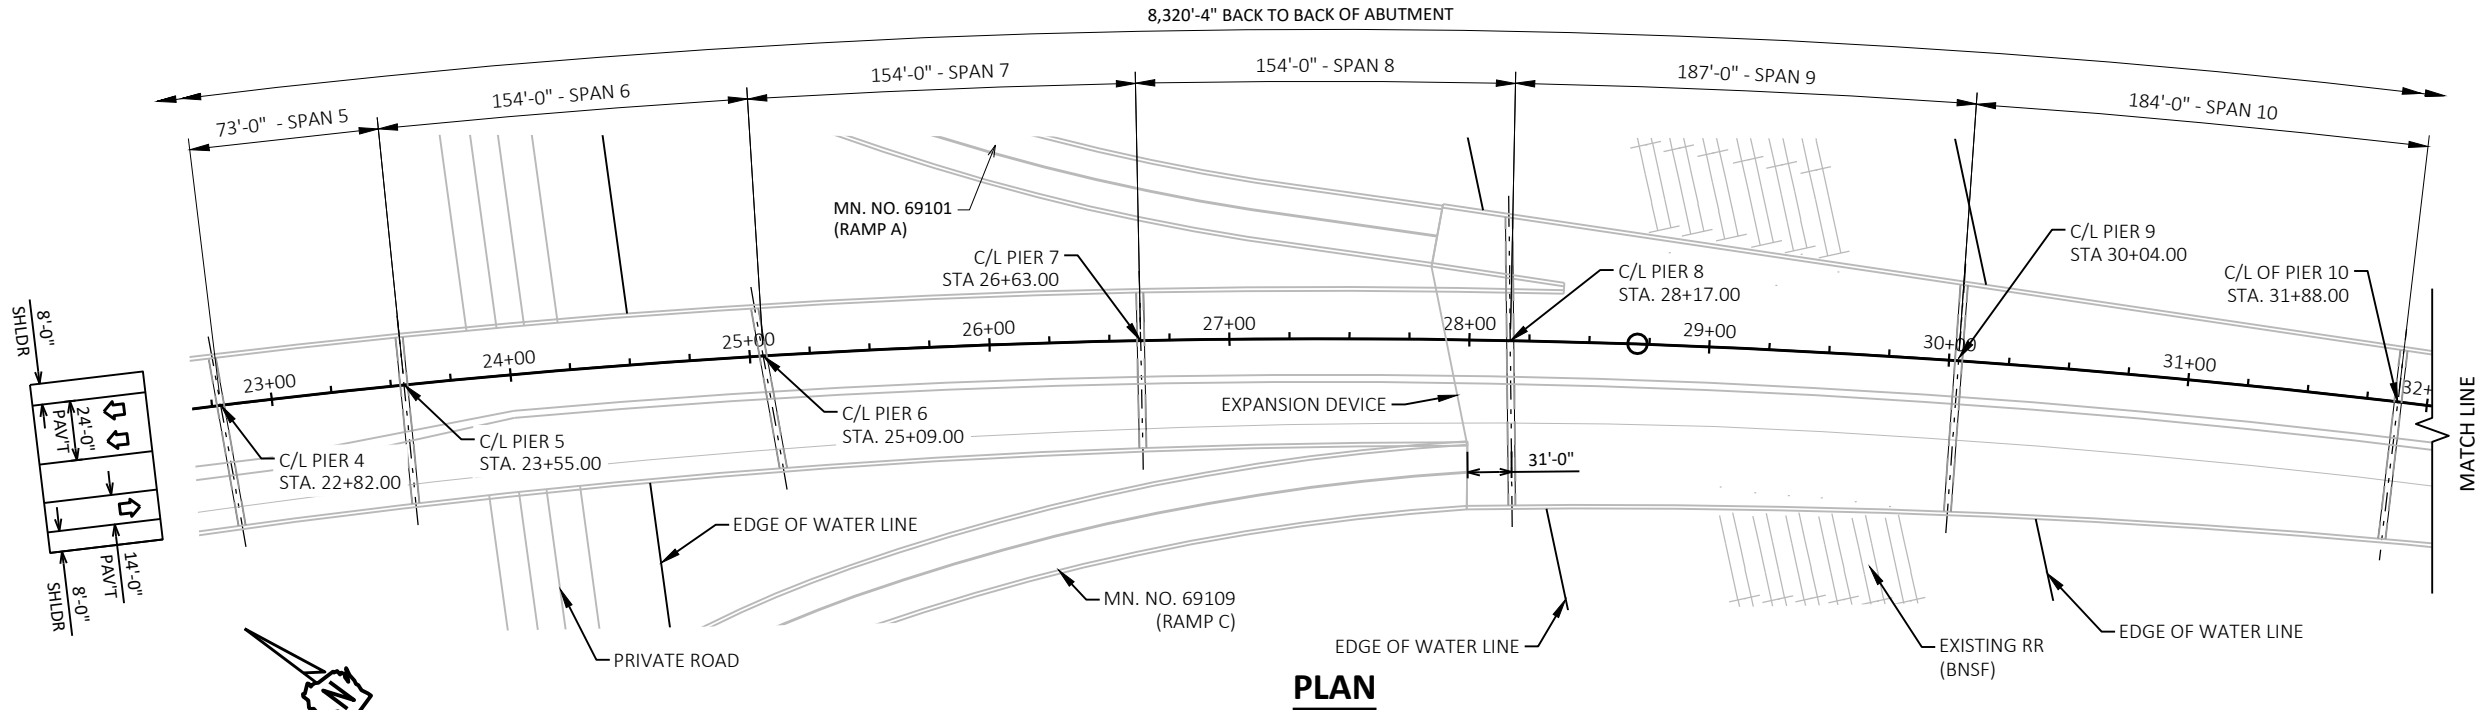 8,320'-4" BACK TO BACK OF ABUTMENT
73'-0" - SPAN 5
154'-0" - SPAN 6
154'-0" - SPAN 7
154'-0" - SPAN 8
187'-0" - SPAN 9
184'-0" - SPAN 10
MN. NO. 69101
(RAMP A)
C/L PIER 7
STA 26+63.00
C/L PIER 8
STA. 28+17.00
C/L PIER 9
STA 30+04.00
C/L OF PIER 10
STA. 31+88.00
23+00
24+00
25+00
26+00
27+00
28+00
29+00
30+00
31+00
32+
8'-0"
SHLDR
24'-0"
PAV'T
14'-0"
PAV'T
8'-0"
SHLDR
C/L PIER 4
STA. 22+82.00
C/L PIER 5
STA. 23+55.00
C/L PIER 6
STA. 25+09.00
EXPANSION DEVICE
31'-0"
MATCH LINE
EDGE OF WATER LINE
PRIVATE ROAD
MN. NO. 69109
(RAMP C)
EDGE OF WATER LINE
EXISTING RR
(BNSF)
EDGE OF WATER LINE
N
PLAN